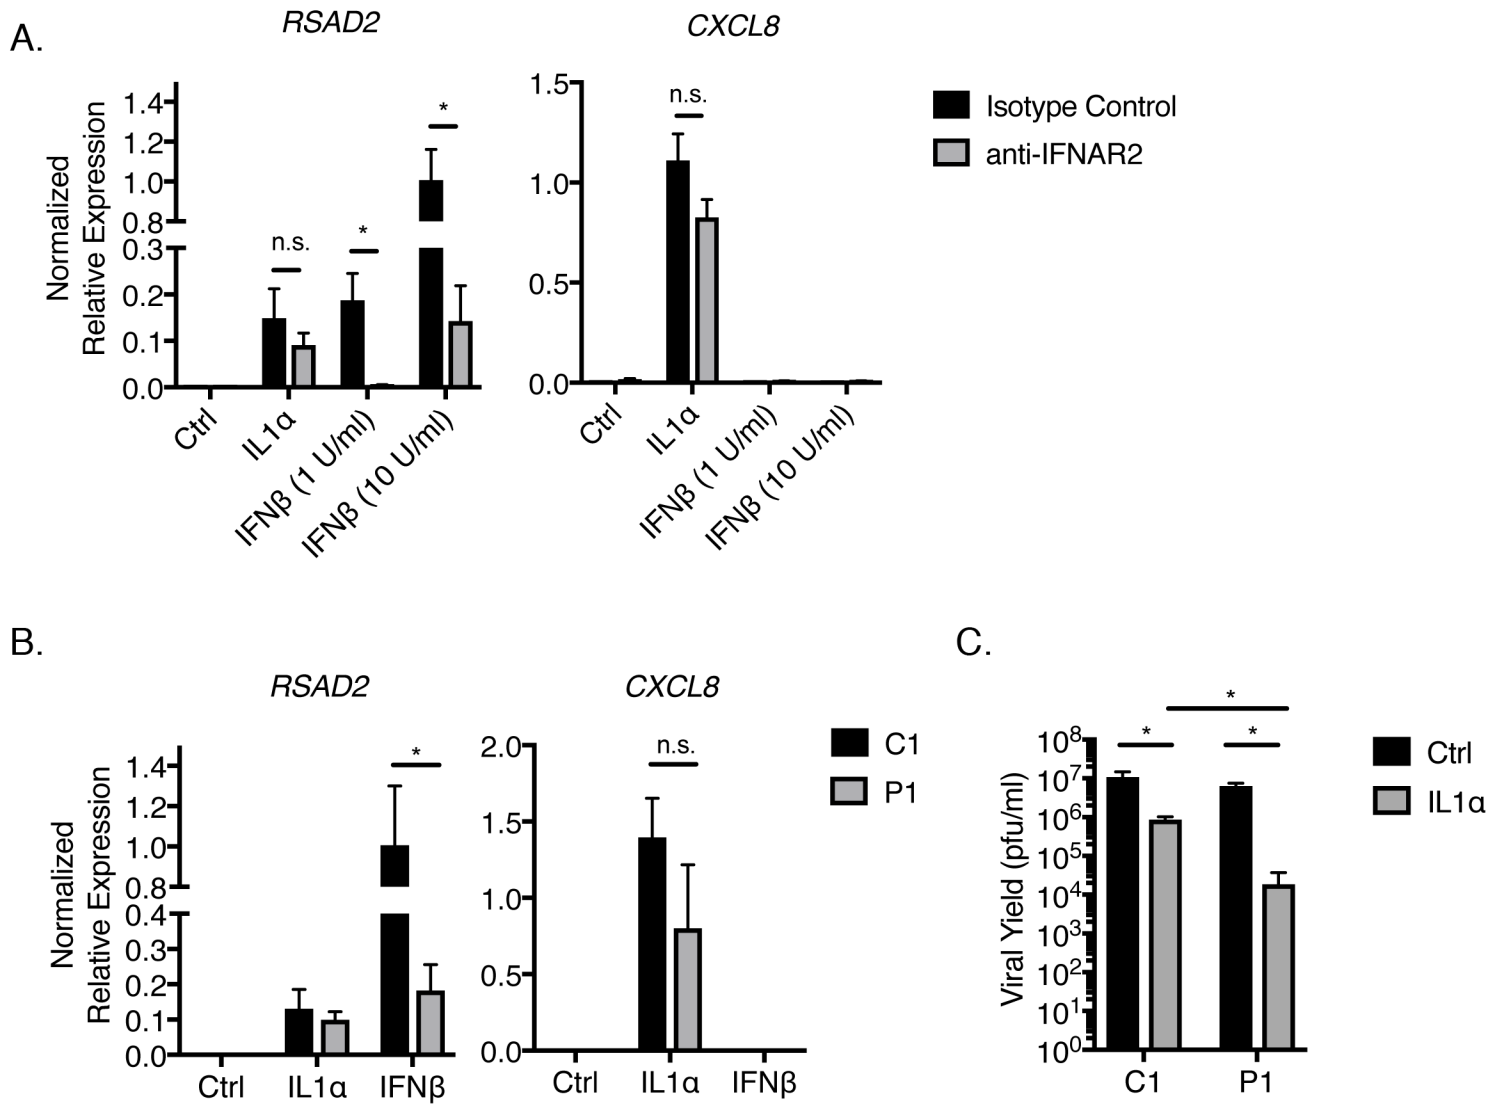 A.
RSAD2
CXCL8
Isotype Control
anti-IFNAR2
Normalized
Relative Expression
1.4
1.2
1.0
0.8
0.3
0.2
0.1
0.0
n.s.
*
*
Ctrl
IL1α
IFNβ (1 U/ml)
IFNβ (10 U/ml)
1.5
1.0
0.5
0.0
n.s.
Ctrl
IL1α
IFNβ (1 U/ml)
IFNβ (10 U/ml)
B.
RSAD2
CXCL8
C1
P1
Normalized
Relative Expression
1.4
1.2
1.0
0.8
0.4
0.3
0.2
0.1
0.0
*
Ctrl
IL1α
IFNβ
2.0
1.5
1.0
0.5
0.0
n.s.
Ctrl
IL1α
IFNβ
C.
Viral Yield (pfu/ml)
10⁸
10⁷
10⁶
10⁵
10⁴
10³
10²
10¹
10⁰
*
*
*
C1
P1
Ctrl
IL1α